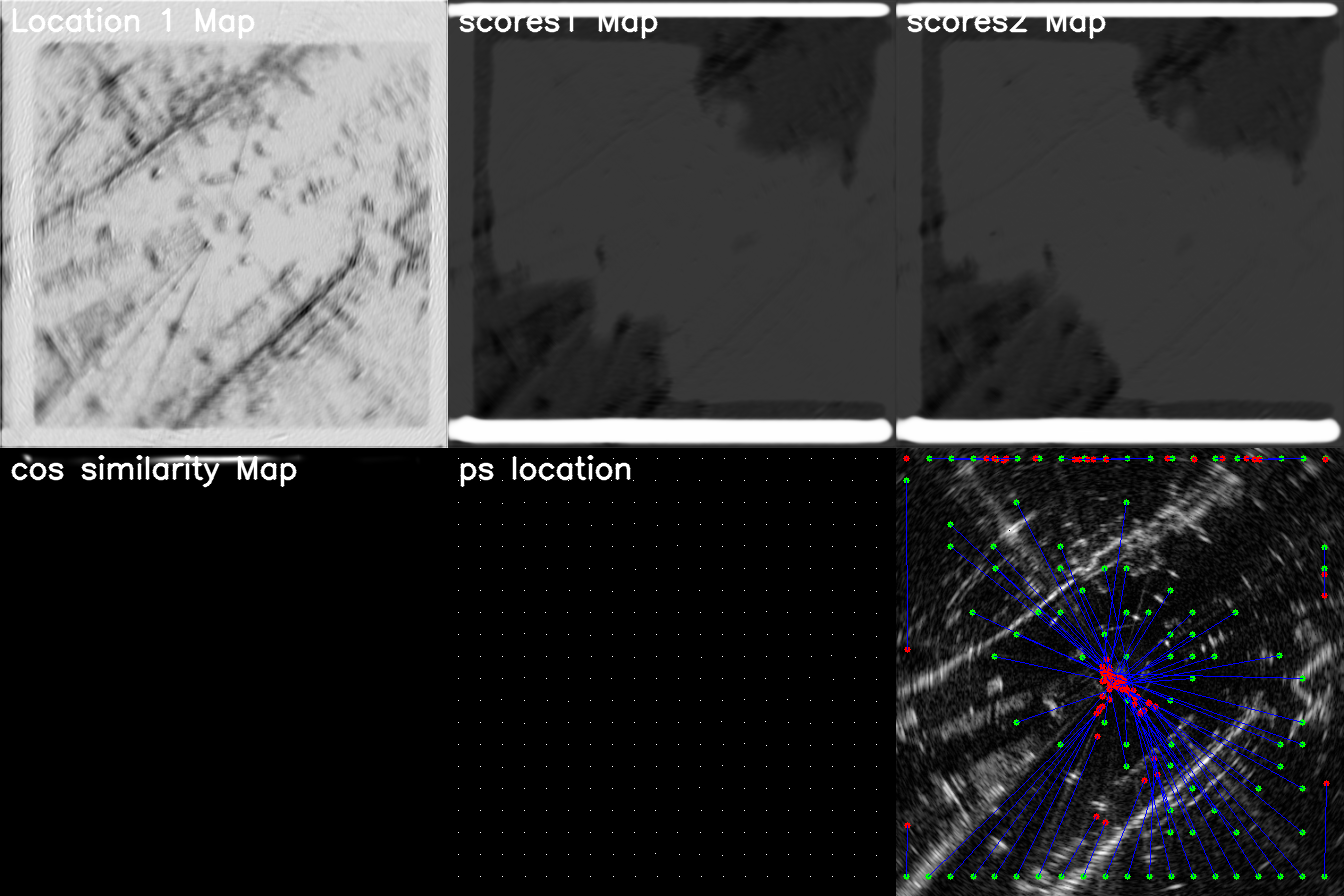 Location 1 Map
scores1 Map
scores2 Map
cos similarity Map
ps location